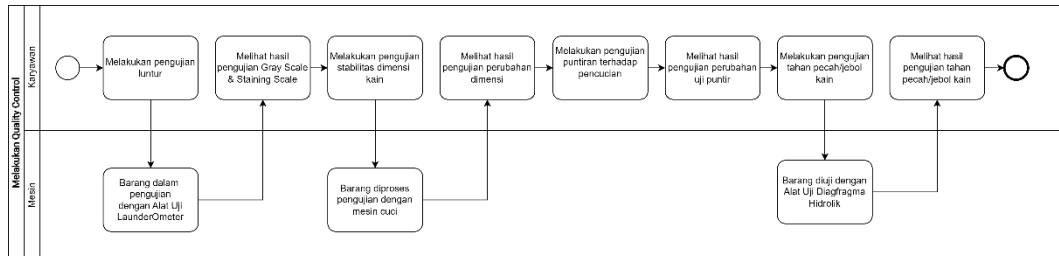 Melakukan Quality Control
Karyawan
Melakukan pengujian
luntur
Melihat hasil
pengujian Gray Scale
& Staining Scale
Melakukan pengujian
stabilitas dimensi
kain
Melihat hasil
pengujian perubahan
dimensi
Melakukan pengujian
puntiran terhadap
pencucian
Melihat hasil
pengujian perubahan
uji puntir
Melakukan pengujian
tahan pecah/jebol
kain
Melihat hasil
pengujian tahan
pecah/jebol kain
Mesin
Barang dalam
pengujian
dengan Alat Uji
LaunderOmeter
Barang diproses
pengujian dengan
mesin cuci
Barang diuji dengan
Alat Uji Diagfragma
Hidrolik